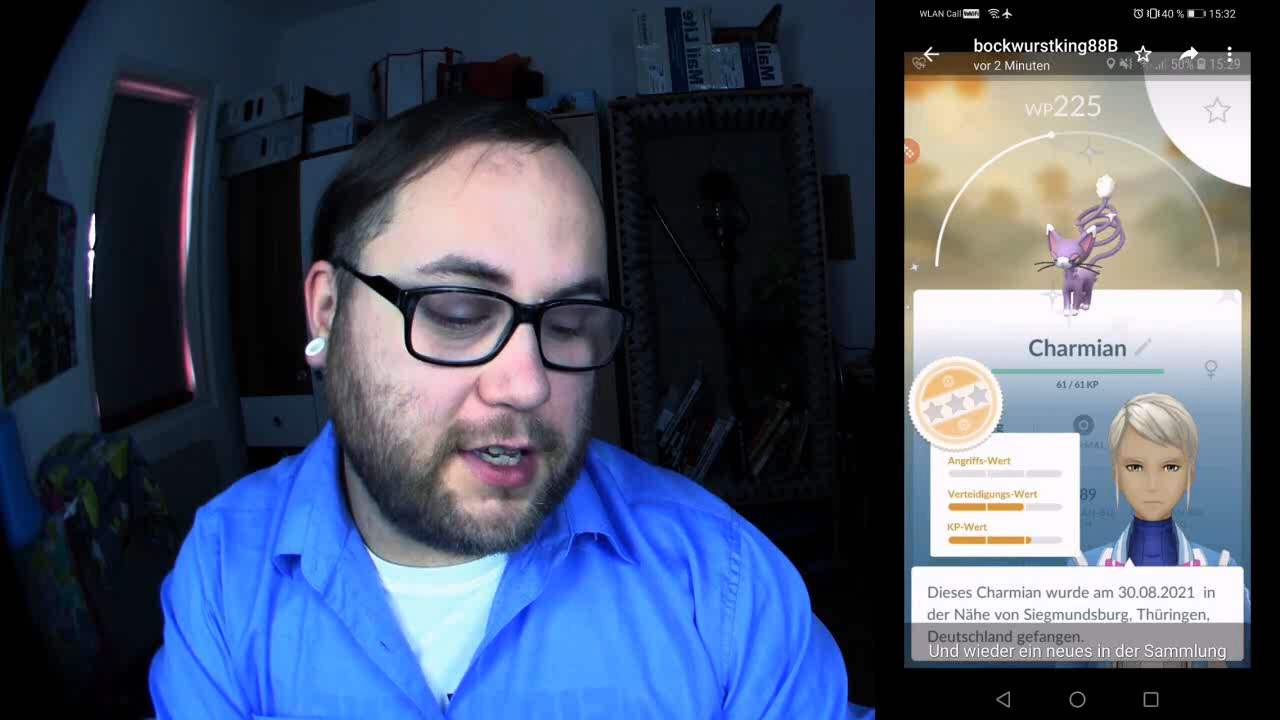 WLAN Call
40 %
15:32
bockwurstking88B
vor 2 Minuten
50%
15:29
WP225
Charmian
61 / 61 KP
Angriffs-Wert
89
Verteidigungs-Wert
KP-Wert
Dieses Charmian wurde am 30.08.2021 in
der Nähe von Siegmundsburg, Thüringen,
Deutschland gefangen.
Und wieder ein neues in der Sammlung